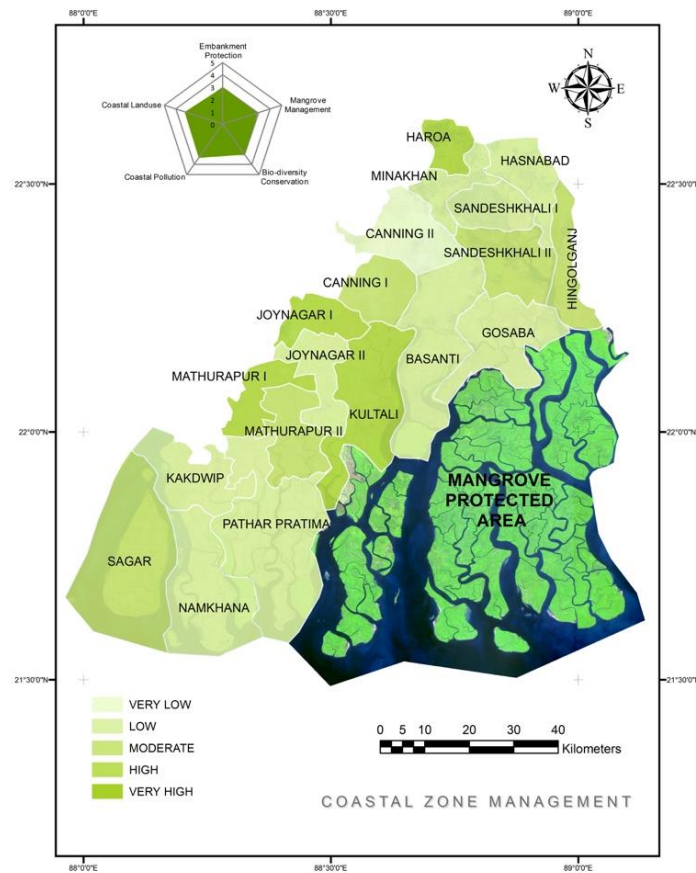 88°0'0"E
88°30'0"E
89°0'0"E
Embankment
Protection
5
4
3
2
1
0
Coastal Landuse
Mangrove
Management
Coastal Pollution
Bio-diversity
Conservation
N
W
E
S
22°30'0"N
22°30'0"N
HAROA
HASNABAD
MINAKHAN
SANDESHKHALI I
CANNING II
SANDESHKHALI II
HINGOLGANJ
CANNING I
JOYNAGAR I
GOSABA
JOYNAGAR II
BASANTI
MATHURAPUR I
KULTALI
22°0'0"N
22°0'0"N
MATHURAPUR II
KAKDWIP
MANGROVE
PROTECTED
AREA
PATHAR PRATIMA
SAGAR
NAMKHANA
21°30'0"N
21°30'0"N
VERY LOW
LOW
MODERATE
HIGH
VERY HIGH
0 5 10 20 30 40
Kilometers
COASTAL ZONE MANAGEMENT
88°0'0"E
88°30'0"E
89°0'0"E